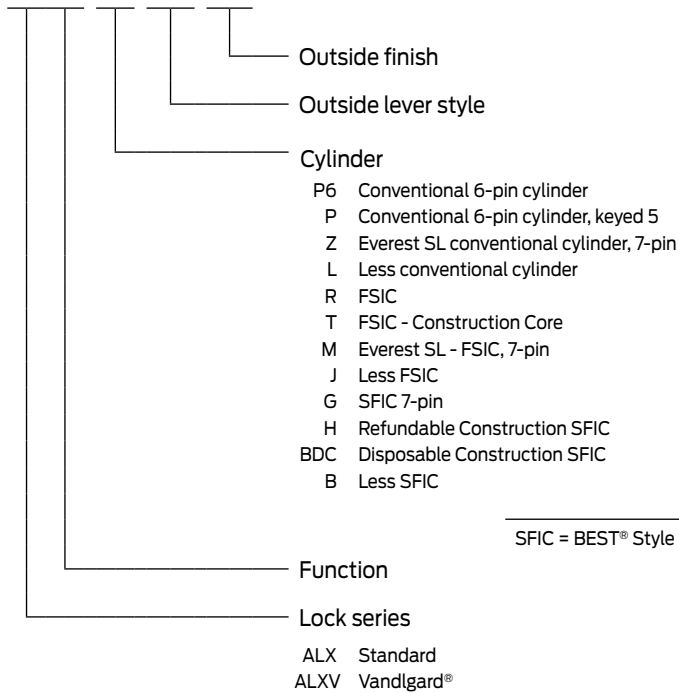 Outside finish
Outside lever style
Cylinder
P6 Conventional 6-pin cylinder
P Conventional 6-pin cylinder, keyed 5
Z Everest SL conventional cylinder, 7-pin
L Less conventional cylinder
R FSIC
T FSIC - Construction Core
M Everest SL - FSIC, 7-pin
J Less FSIC
G SFIC 7-pin
H Refundable Construction SFIC
BDC Disposable Construction SFIC
B Less SFIC
SFIC = BEST® Style
Function
Lock series
ALX Standard
ALXV Vandlgard®